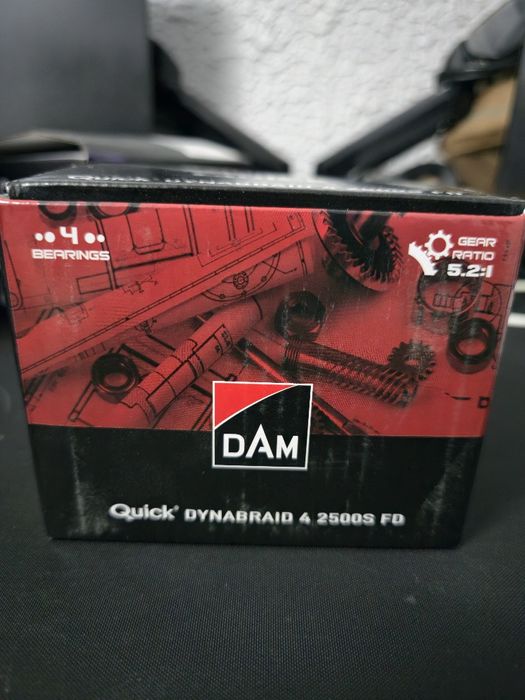 •• 4 ••
BEARINGS
GEAR
RATIO
5.2:1
DAM
Quick® DYNABRAID 4 2500S FD